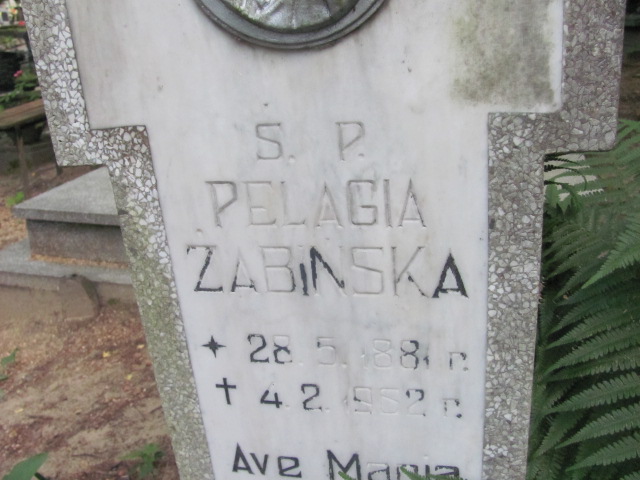 S. P.
PELAGIA
ŻABIŃSKA
28.5.1881 r.
4.2.1952 r.
Ave Maria